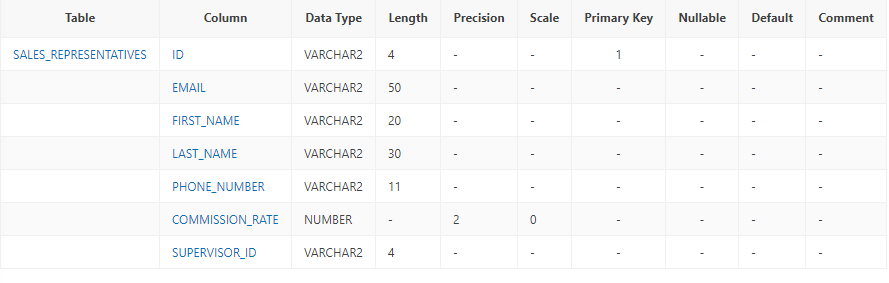 Table Column Data Type Length Precision Scale Primary Key Nullable Default Comment
SALES_REPRESENTATIVES ID VARCHAR2 4 - - 1 - - -
EMAIL VARCHAR2 50 - - - - - -
FIRST_NAME VARCHAR2 20 - - - - - -
LAST_NAME VARCHAR2 30 - - - - - -
PHONE_NUMBER VARCHAR2 11 - - - - - -
COMMISSION_RATE NUMBER - 2 0 - - - -
SUPERVISOR_ID VARCHAR2 4 - - - - - -